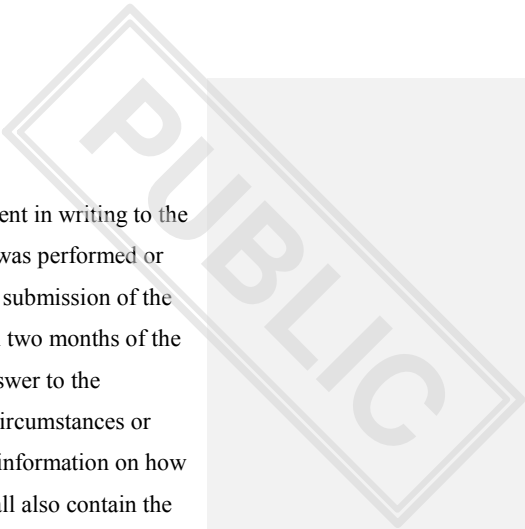 ent in writing to the
was performed or
submission of the
two months of the
swer to the
ircumstances or
information on how
all also contain the
PUBLIC